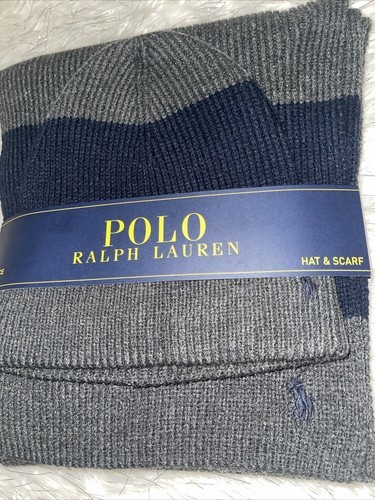 POLO
RALPH LAUREN
HAT & SCARF